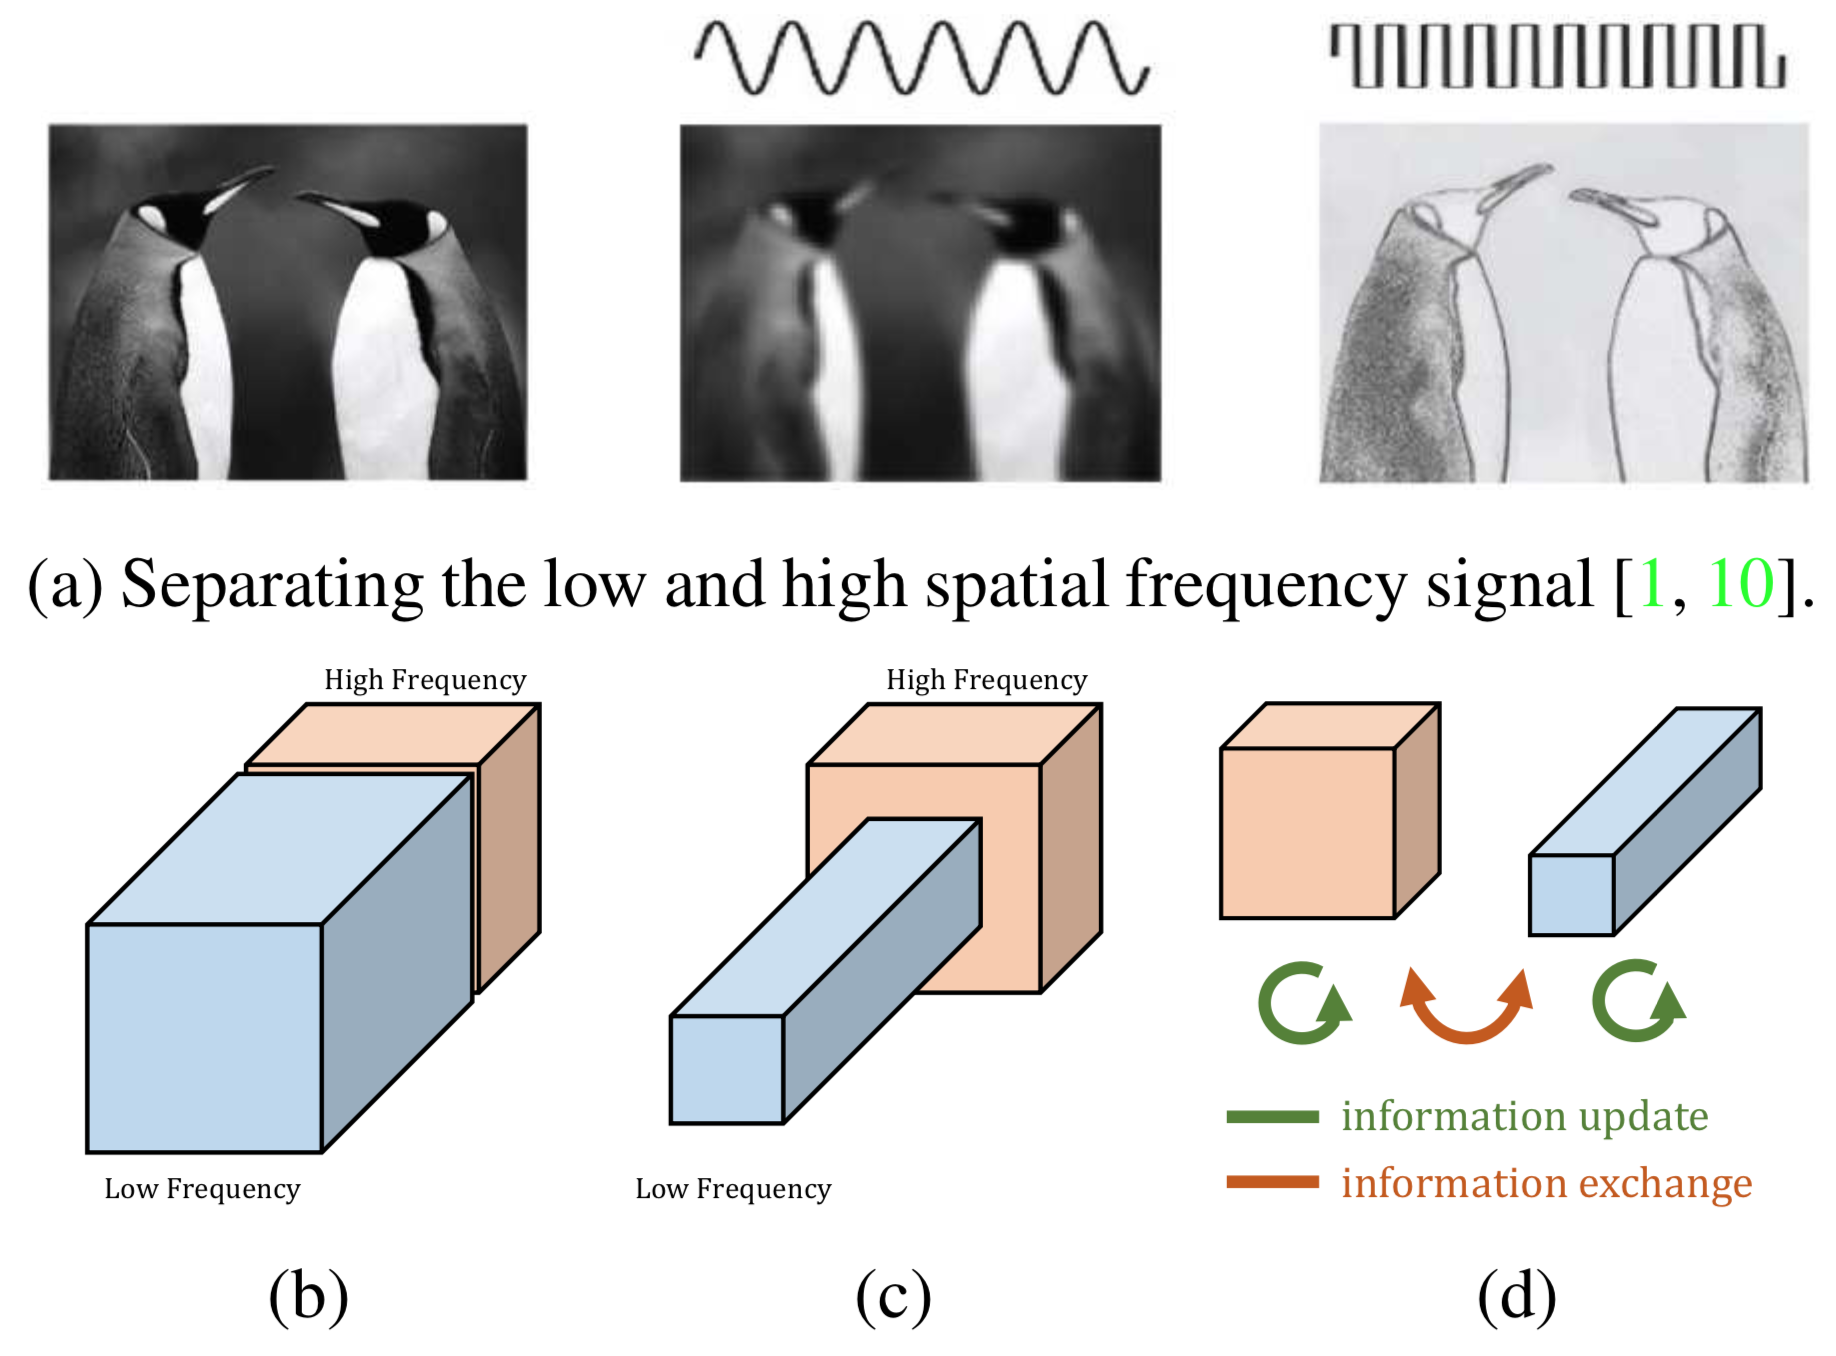 (a) Separating the low and high spatial frequency signal [1, 10].
High Frequency
Low Frequency
(b)
High Frequency
Low Frequency
(c)
information update
information exchange
(d)